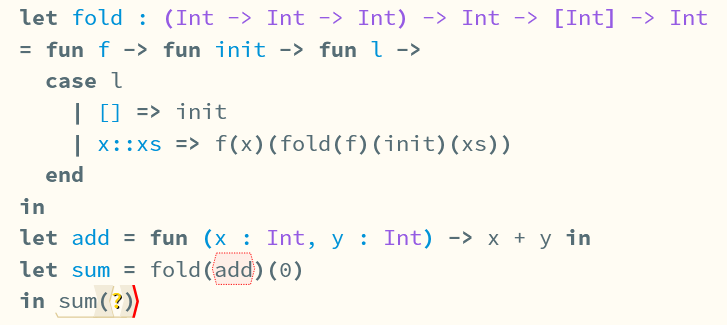 let fold : (Int -> Int -> Int) -> Int -> [Int] -> Int
= fun f -> fun init -> fun l ->
case l
| [] => init
| x::xs => f(x)(fold(f)(init)(xs))
end
in
let add = fun (x : Int, y : Int) -> x + y in
let sum = fold(add)(0)
in sum(?)